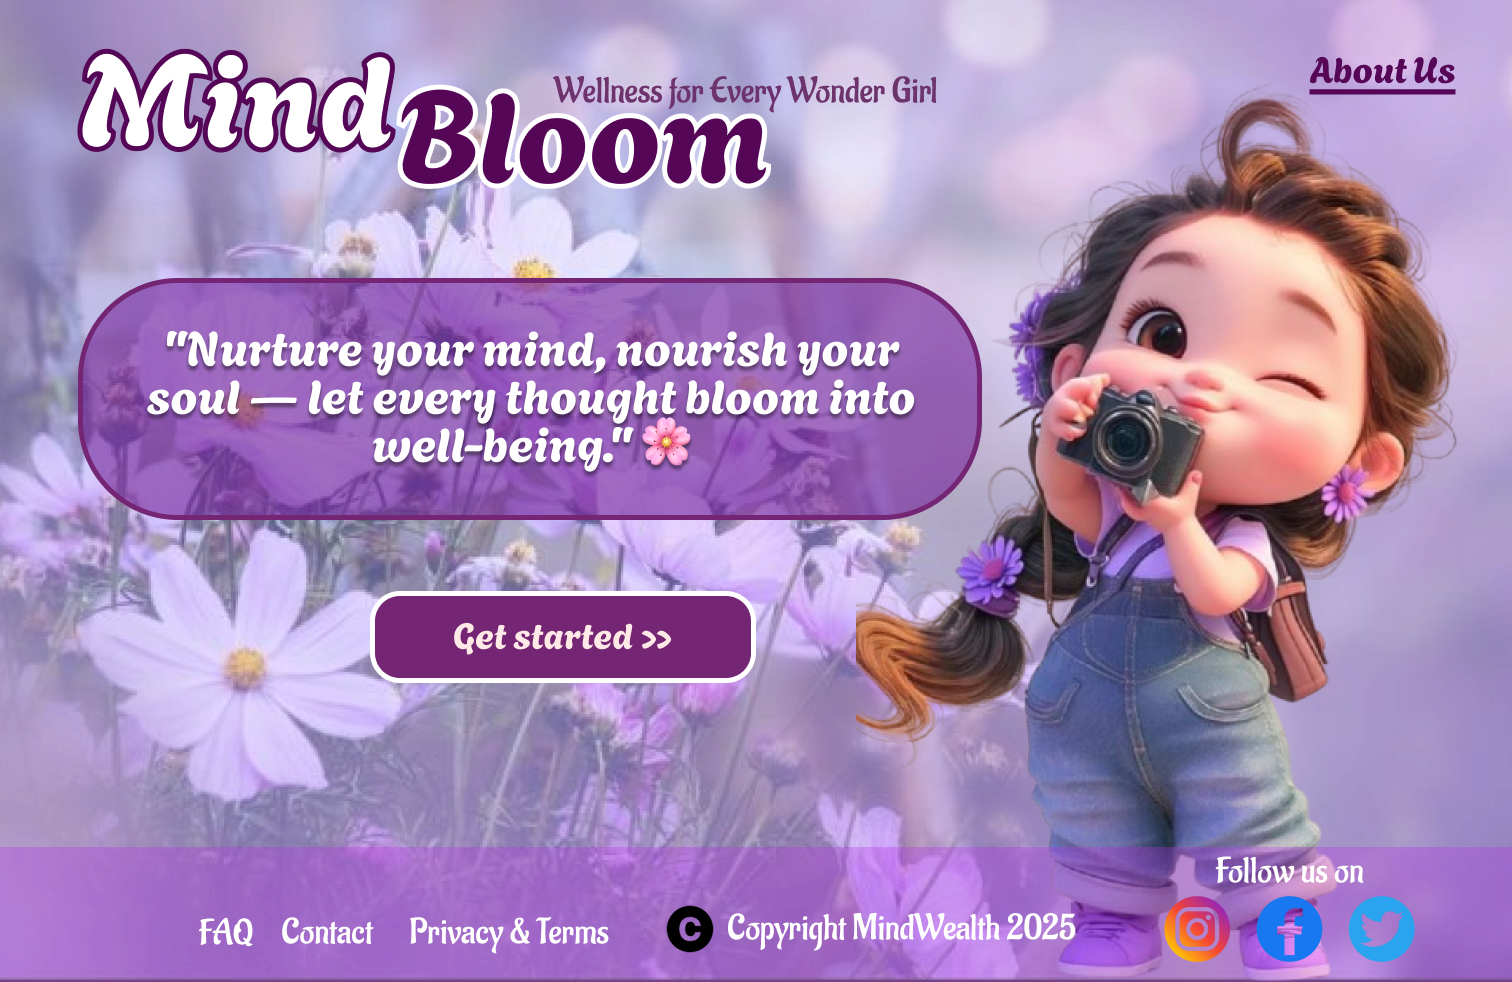 Mind Bloom
Wellness for Every Wonder Girl
About Us
"Nurture your mind, nourish your
soul — let every thought bloom into
well-being." 🌸
Get started >>
Follow us on
FAQ Contact Privacy & Terms
C Copyright MindWealth 2025